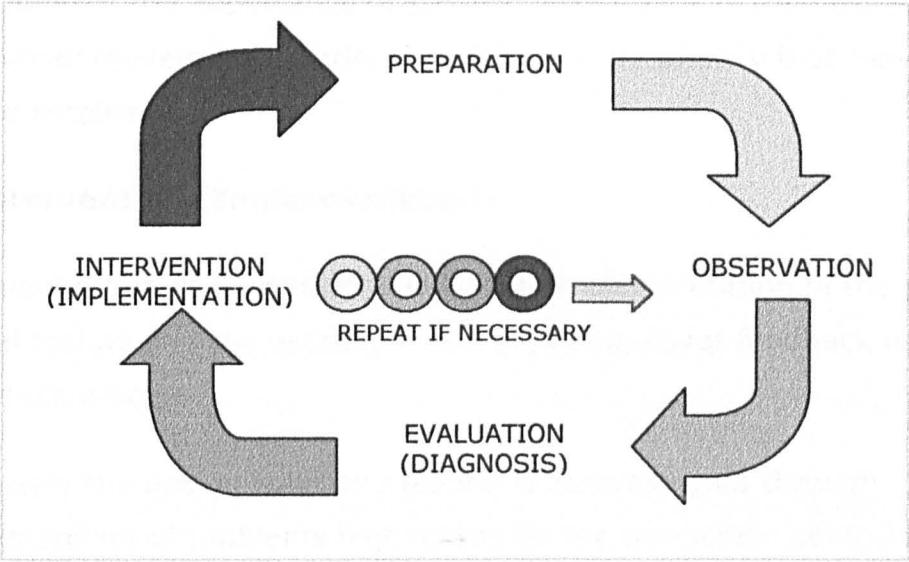 PREPARATION
OBSERVATION
EVALUATION
(DIAGNOSIS)
INTERVENTION
(IMPLEMENTATION)
REPEAT IF NECESSARY